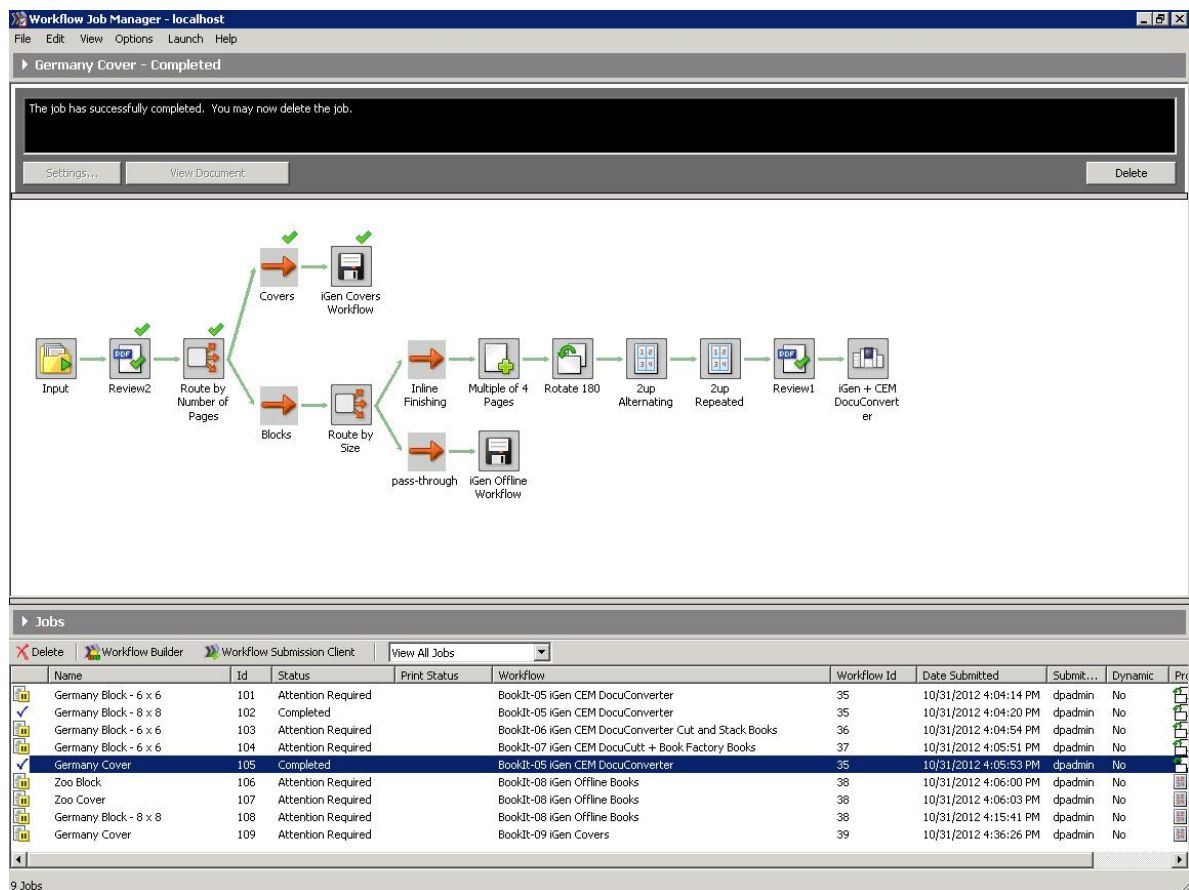 Workflow Job Manager - localhost
File Edit View Options Launch Help
Germany Cover - Completed
The job has successfully completed. You may now delete the job.
Settings... View Document Delete
Covers
iGen Covers
Workflow
Input
Review2
Route by
Number of
Pages
Blocks
Route by
Size
Inline
Finishing
Multiple of 4
Pages
Rotate 180
2up
Alternating
2up
Repeated
Review1
iGen + CEM
DocuConvert
er
pass-through
iGen Offline
Workflow
Jobs
Delete Workflow Builder Workflow Submission Client View All Jobs
Name Id Status Print Status Workflow Workflow Id Date Submitted Submit... Dynamic Pro
Germany Block - 6 x 6 101 Attention Required BookIt-05 iGen CEM DocuConverter 35 10/31/2012 4:04:14 PM dpadmin No
Germany Block - 8 x 8 102 Completed BookIt-05 iGen CEM DocuConverter 35 10/31/2012 4:04:20 PM dpadmin No
Germany Block - 6 x 6 103 Attention Required BookIt-06 iGen CEM DocuConverter Cut and Stack Books 36 10/31/2012 4:04:54 PM dpadmin No
Germany Block - 6 x 6 104 Attention Required BookIt-07 iGen CEM DocuCutt + Book Factory Books 37 10/31/2012 4:05:51 PM dpadmin No
Germany Cover 105 Completed BookIt-05 iGen CEM DocuConverter 35 10/31/2012 4:05:53 PM dpadmin No
Zoo Block 106 Attention Required BookIt-08 iGen Offline Books 38 10/31/2012 4:06:00 PM dpadmin No
Zoo Cover 107 Attention Required BookIt-08 iGen Offline Books 38 10/31/2012 4:06:03 PM dpadmin No
Germany Block - 8 x 8 108 Attention Required BookIt-08 iGen Offline Books 38 10/31/2012 4:15:41 PM dpadmin No
Germany Cover 109 Attention Required BookIt-09 iGen Covers 39 10/31/2012 4:36:26 PM dpadmin No
9 Jobs